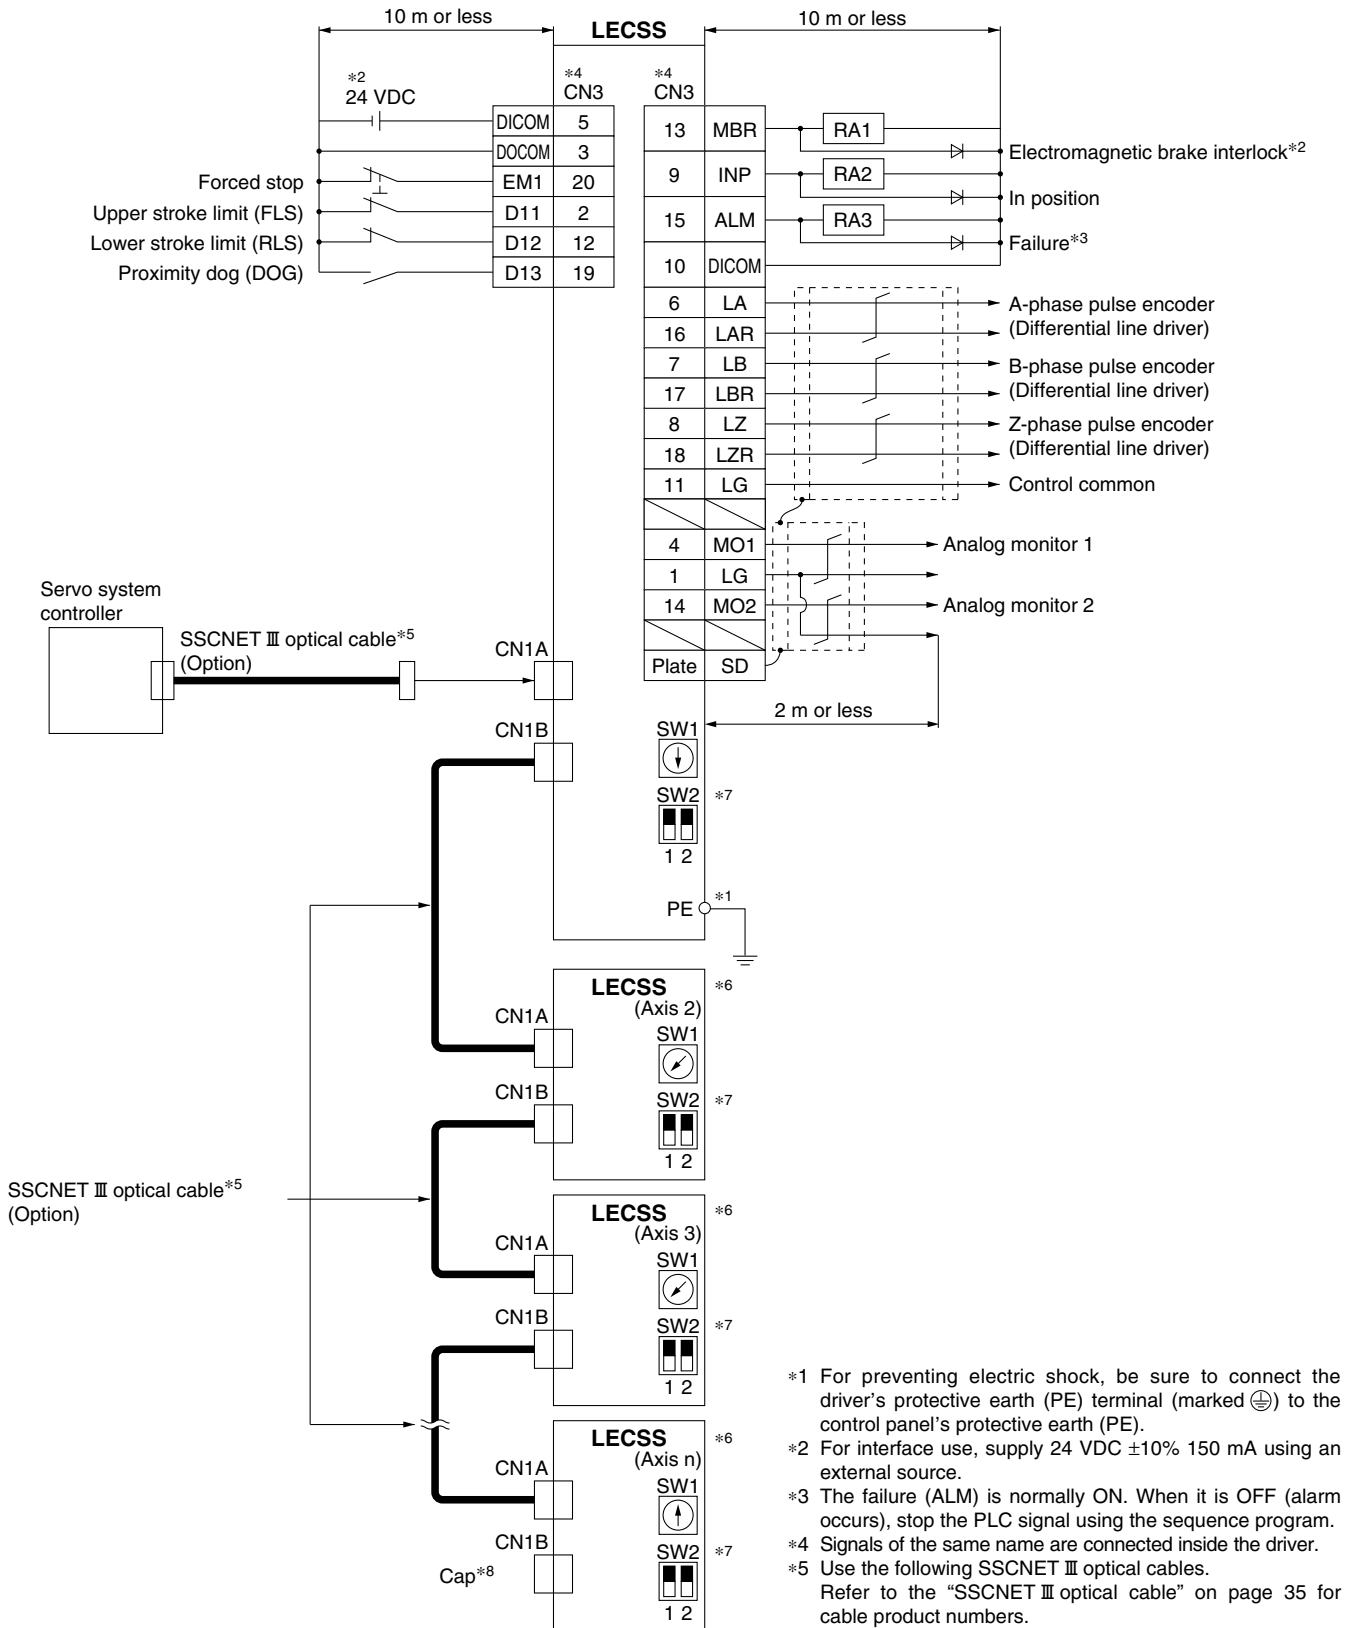 10 m or less
LECSS
10 m or less
*2
24 VDC
*4
CN3
*4
CN3
DICOM 5
DOCOM 3
Forced stop EM1 20
Upper stroke limit (FLS) D11 2
Lower stroke limit (RLS) D12 12
Proximity dog (DOG) D13 19
13 MBR RA1
Electromagnetic brake interlock*2
9 INP RA2
In position
15 ALM RA3
Failure*3
10 DICOM
6 LA A-phase pulse encoder
16 LAR (Differential line driver)
7 LB B-phase pulse encoder
17 LBR (Differential line driver)
8 LZ Z-phase pulse encoder
18 LZR (Differential line driver)
11 LG Control common
4 MO1 Analog monitor 1
1 LG
14 MO2 Analog monitor 2
Plate SD
2 m or less
Servo system
controller
SSCNET Ⅲ optical cable*5
(Option)
CN1A
CN1B
SW1
SW2 *7
1 2
PE *1
LECSS *6
(Axis 2)
CN1A
SW1
CN1B
SW2 *7
1 2
SSCNET Ⅲ optical cable*5
(Option)
LECSS *6
(Axis 3)
CN1A
SW1
CN1B
SW2 *7
1 2
LECSS *6
(Axis n)
CN1A
SW1
CN1B
Cap*8
SW2 *7
1 2
*1 For preventing electric shock, be sure to connect the
driver's protective earth (PE) terminal (marked ⏚) to the
control panel's protective earth (PE).
*2 For interface use, supply 24 VDC ±10% 150 mA using an
external source.
*3 The failure (ALM) is normally ON. When it is OFF (alarm
occurs), stop the PLC signal using the sequence program.
*4 Signals of the same name are connected inside the driver.
*5 Use the following SSCNET Ⅲ optical cables.
Refer to the “SSCNET Ⅲ optical cable” on page 35 for
cable product numbers.